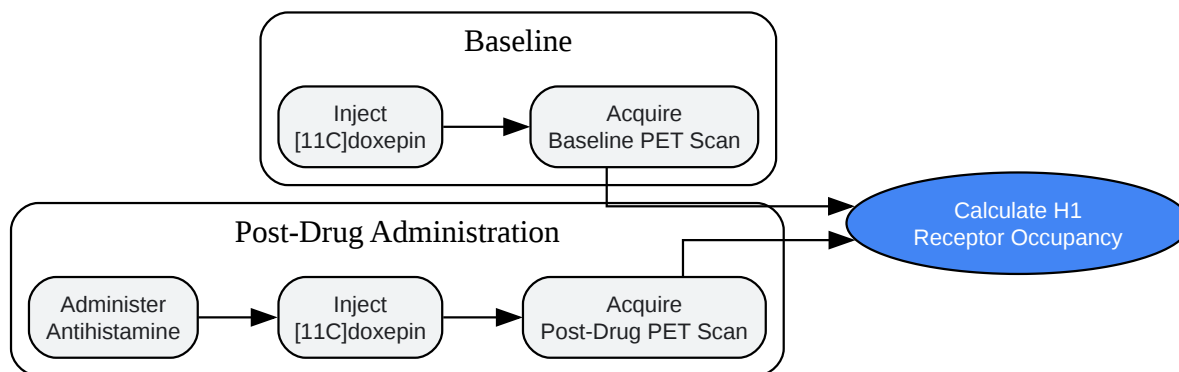 Baseline
Inject
[11C]doxepin
Acquire
Baseline PET Scan
Calculate H1
Receptor Occupancy
Post-Drug Administration
Administer
Antihistamine
Inject
[11C]doxepin
Acquire
Post-Drug PET Scan